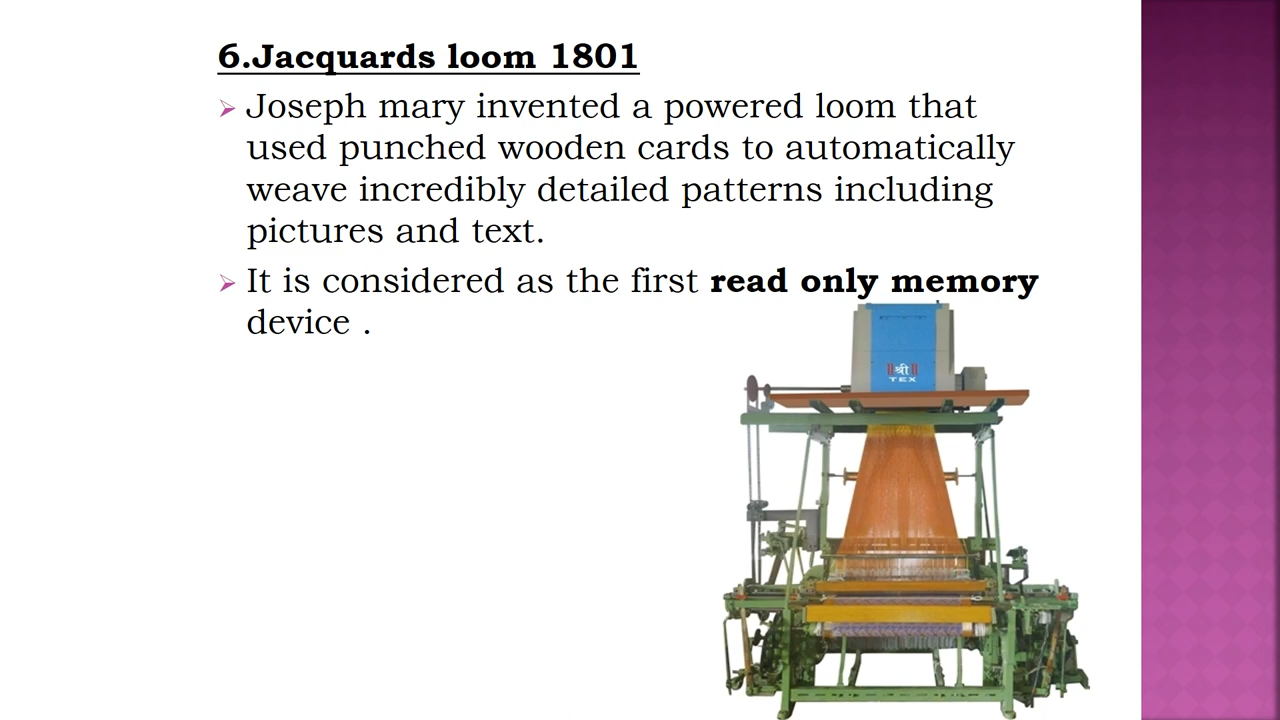 6.Jacquards loom 1801
Joseph mary invented a powered loom that
used punched wooden cards to automatically
weave incredibly detailed patterns including
pictures and text.
It is considered as the first read only memory
device .
॥श्री॥
TEX